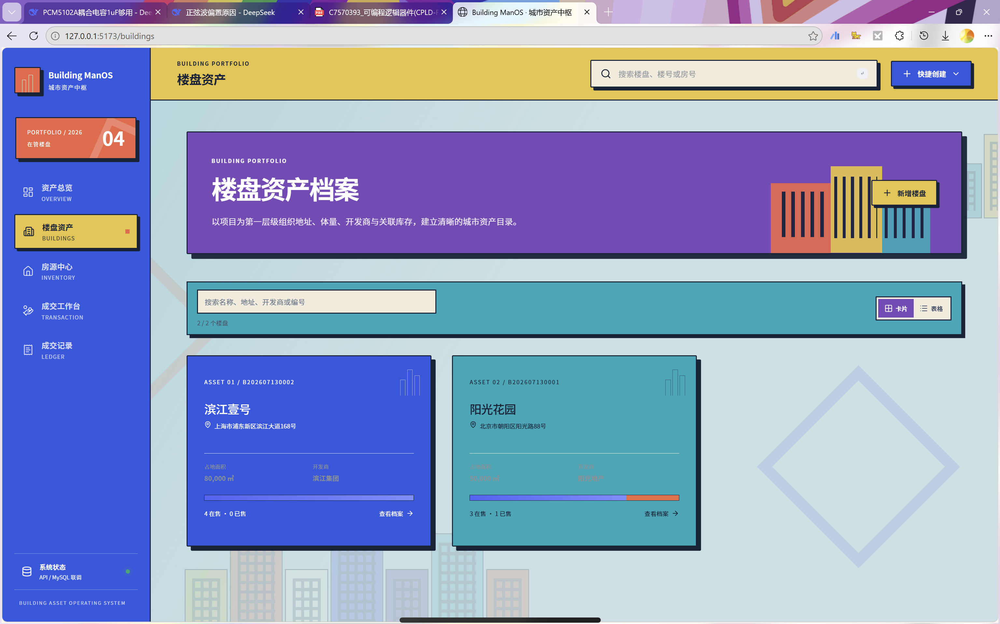 PCM5102A耦合电容1uF够用 - Dee
正弦波偏置原因 - DeepSeek
C7570393_可编程逻辑器件(CPLD-F
Building ManOS · 城市资产中枢
127.0.0.1:5173/buildings
Building ManOS
城市资产中枢
PORTFOLIO / 2026
在管楼盘
04
资产总览
OVERVIEW
楼盘资产
BUILDINGS
房源中心
INVENTORY
成交工作台
TRANSACTION
成交记录
LEDGER
系统状态
API / MySQL 联调
BUILDING ASSET OPERATING SYSTEM
BUILDING PORTFOLIO
楼盘资产
搜索楼盘、楼号或房号
快捷创建
BUILDING PORTFOLIO
楼盘资产档案
以项目为第一层级组织地址、体量、开发商与关联库存，建立清晰的城市资产目录。
新增楼盘
搜索名称、地址、开发商或编号
2 / 2 个楼盘
卡片
表格
ASSET 01 / B202607130002
滨江壹号
上海市浦东新区滨江大道168号
占地面积
开发商
80,000 ㎡
滨江集团
4 在售 · 0 已售
查看档案
ASSET 02 / B202607130001
阳光花园
北京市朝阳区阳光路88号
占地面积
开发商
50,000 ㎡
阳光地产
3 在售 · 1 已售
查看档案